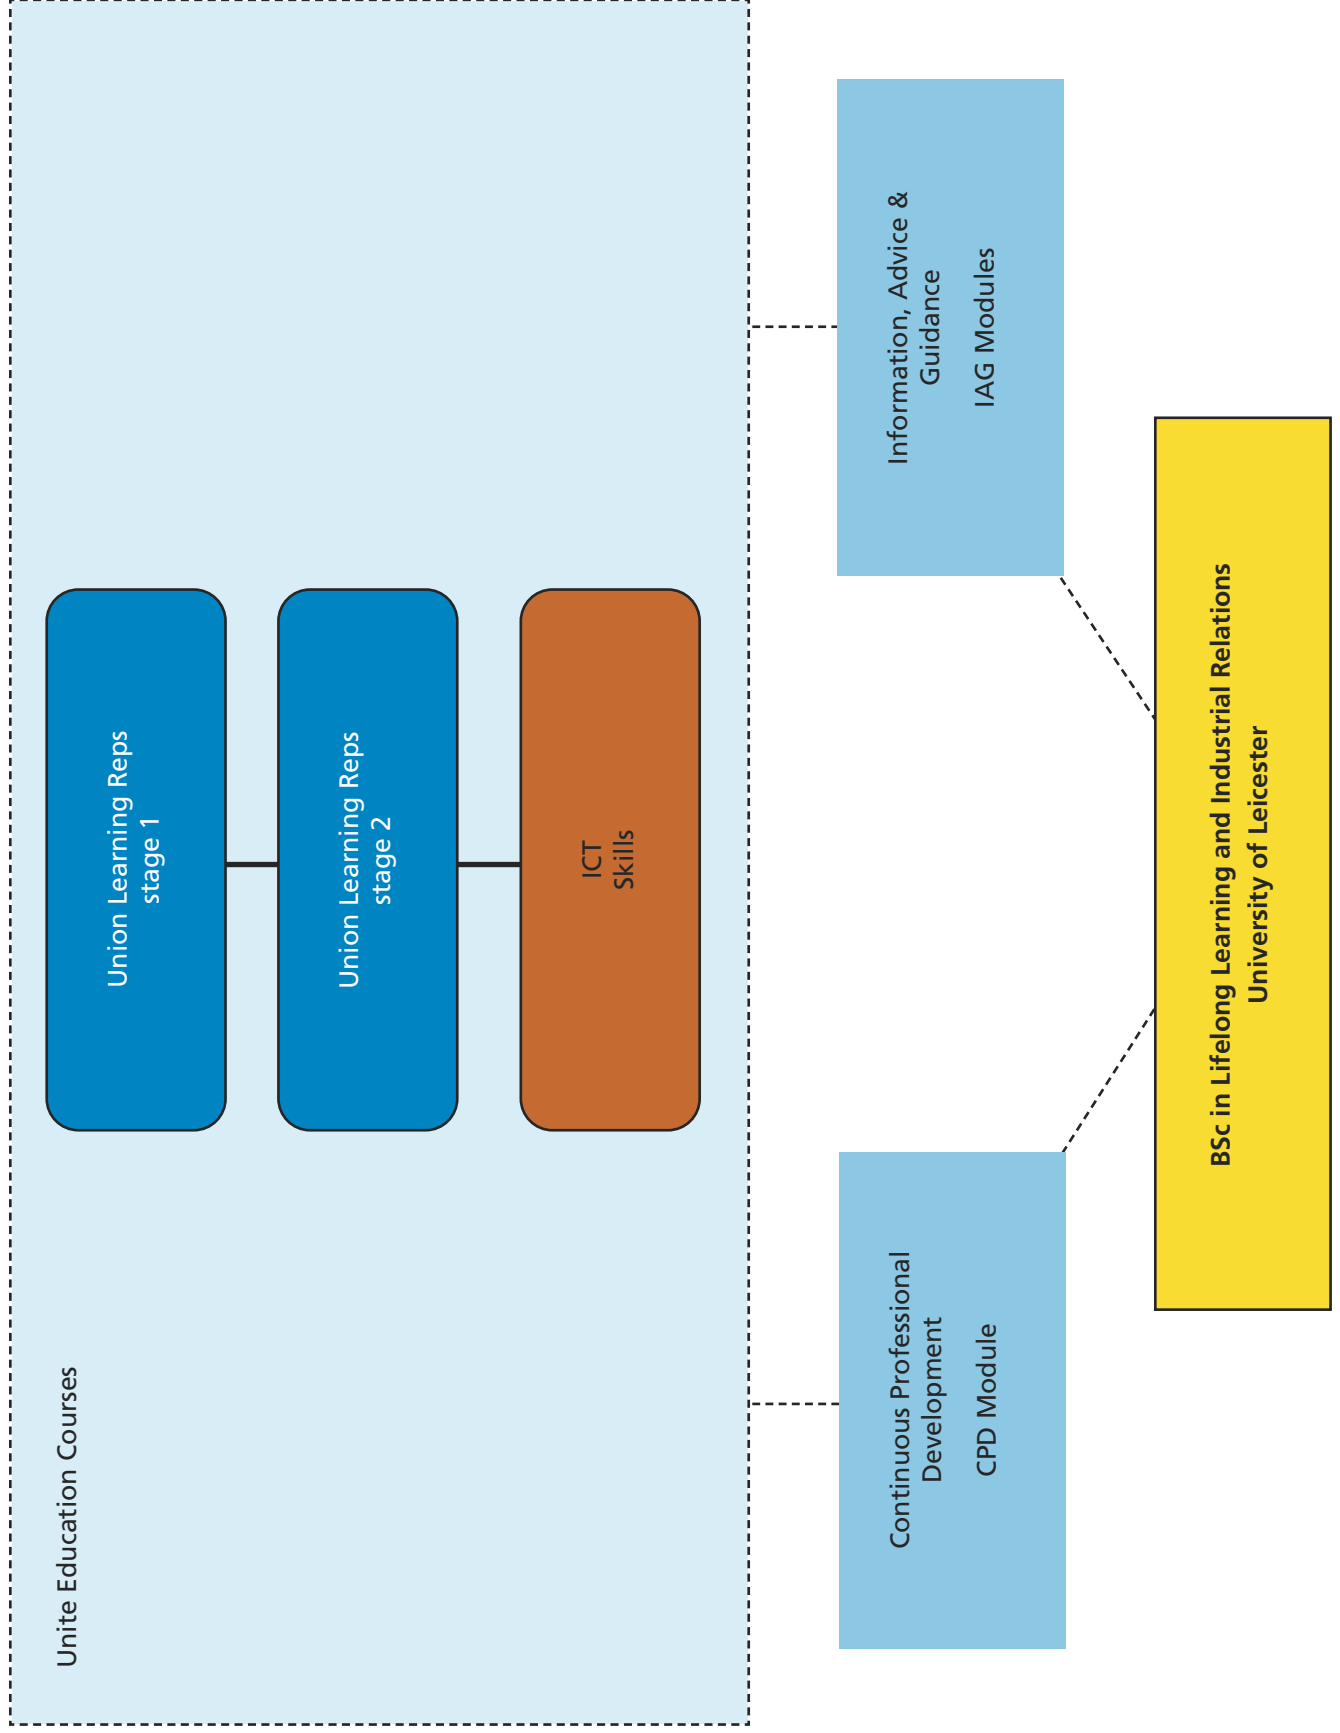 Unite Education Courses
Union Learning Reps
stage 1
Union Learning Reps
stage 2
ICT
Skills
Continuous Professional
Development
CPD Module
Information, Advice &
Guidance
IAG Modules
BSc in Lifelong Learning and Industrial Relations
University of Leicester